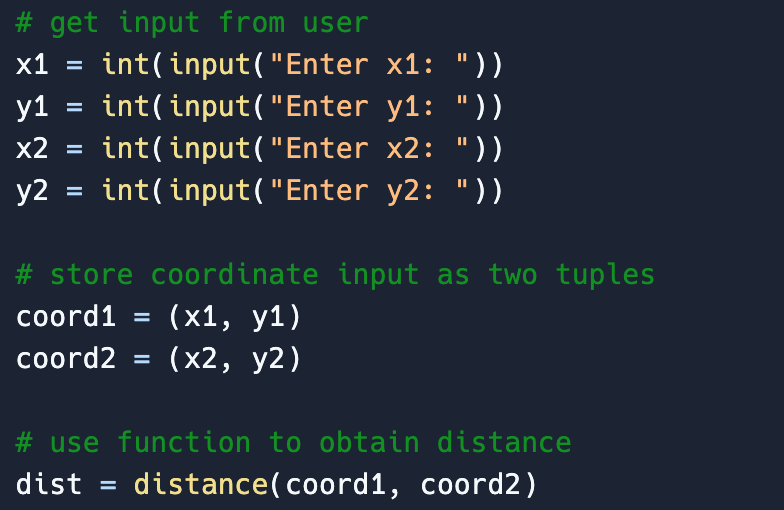 # get input from user
x1 = int(input("Enter x1: "))
y1 = int(input("Enter y1: "))
x2 = int(input("Enter x2: "))
y2 = int(input("Enter y2: "))

# store coordinate input as two tuples
coord1 = (x1, y1)
coord2 = (x2, y2)

# use function to obtain distance
dist = distance(coord1, coord2)